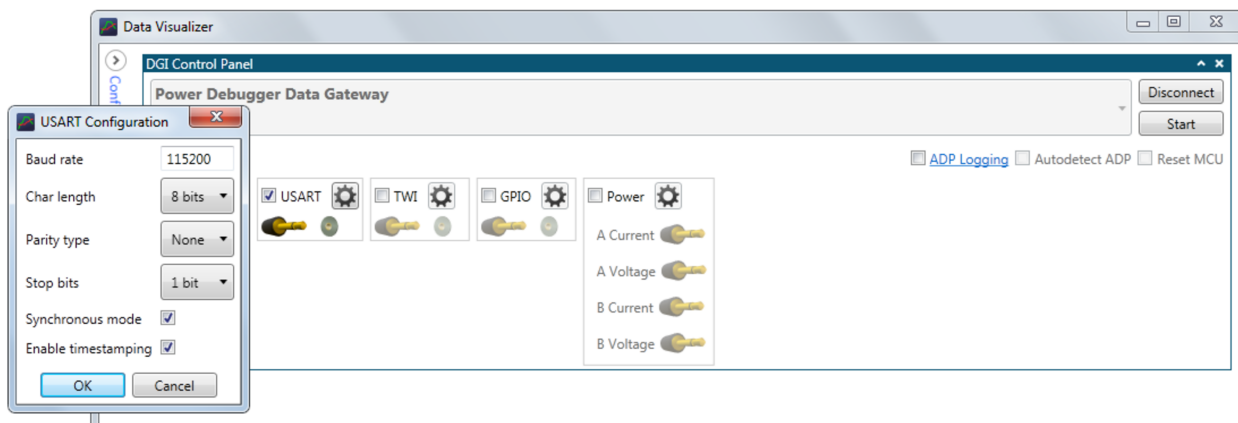 Data Visualizer
DGI Control Panel
Conf
Power Debugger Data Gateway
Disconnect
Start
ADP Logging Autodetect ADP Reset MCU
USART TWI GPIO Power
A Current
A Voltage
B Current
B Voltage
USART Configuration
Baud rate 115200
Char length 8 bits
Parity type None
Stop bits 1 bit
Synchronous mode
Enable timestamping
OK Cancel